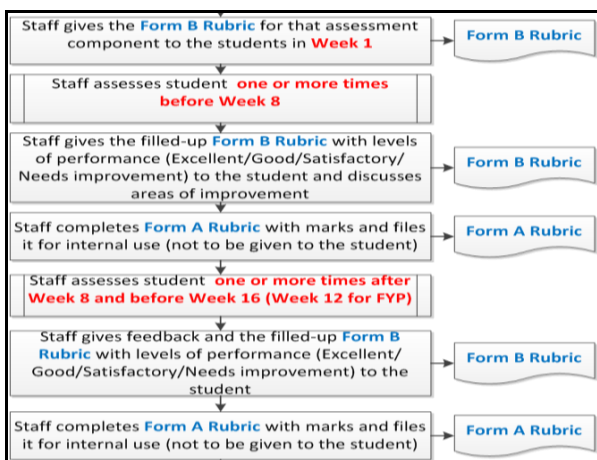 Staff gives the Form B Rubric for that assessment
component to the students in Week 1
Form B Rubric
Staff assesses student one or more times
before Week 8
Staff gives the filled-up Form B Rubric with levels
of performance (Excellent/Good/Satisfactory/
Needs improvement) to the student and discusses
areas of improvement
Form B Rubric
Staff completes Form A Rubric with marks and files
it for internal use (not to be given to the student)
Form A Rubric
Staff assesses student one or more times after
Week 8 and before Week 16 (Week 12 for FYP)
Staff gives feedback and the filled-up Form B
Rubric with levels of performance (Excellent/
Good/Satisfactory/Needs improvement) to the
student
Form B Rubric
Staff completes Form A Rubric with marks and files
it for internal use (not to be given to the student)
Form A Rubric